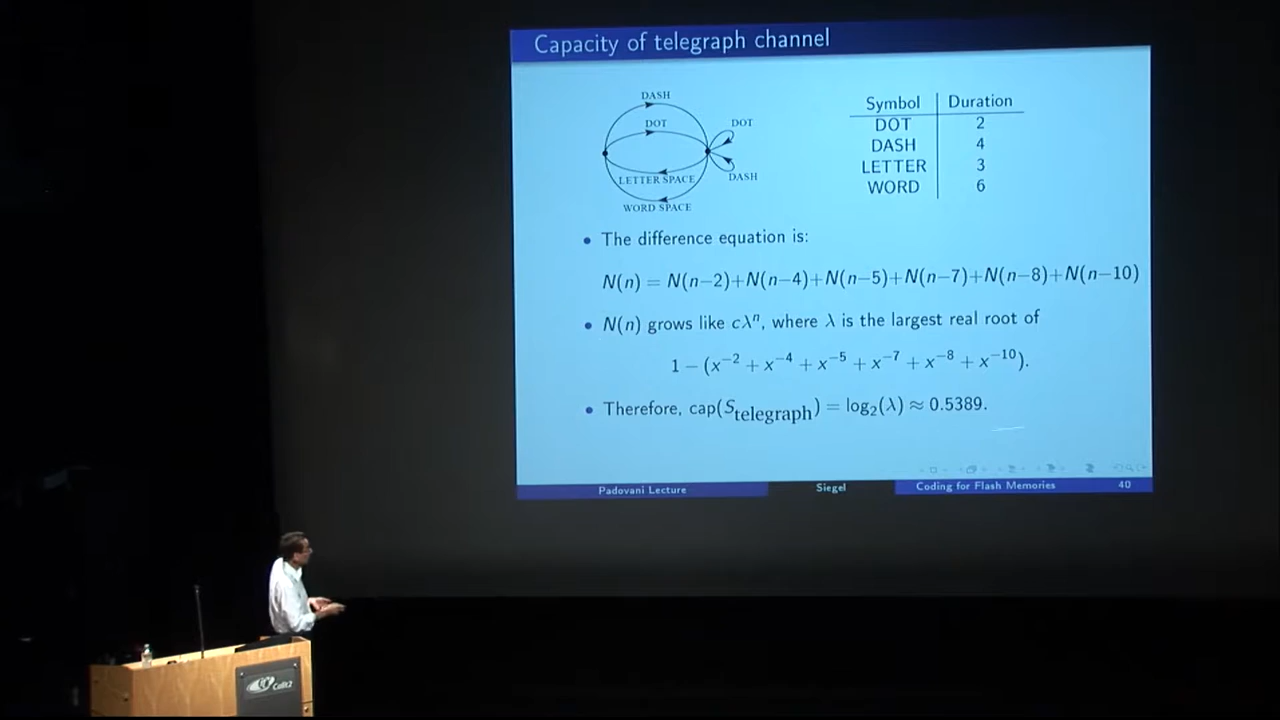 Capacity of telegraph channel
DASH
DOT
DOT
LETTER SPACE
DASH
WORD SPACE
Symbol Duration
DOT 2
DASH 4
LETTER 3
WORD 6
• The difference equation is:
N(n) = N(n−2)+N(n−4)+N(n−5)+N(n−7)+N(n−8)+N(n−10)
• N(n) grows like cλⁿ, where λ is the largest real root of
1 − (x⁻² + x⁻⁴ + x⁻⁵ + x⁻⁷ + x⁻⁸ + x⁻¹⁰).
• Therefore, cap(S_telegraph) = log₂(λ) ≈ 0.5389.
Padovani Lecture Siegel Coding for Flash Memories 40
Calit2